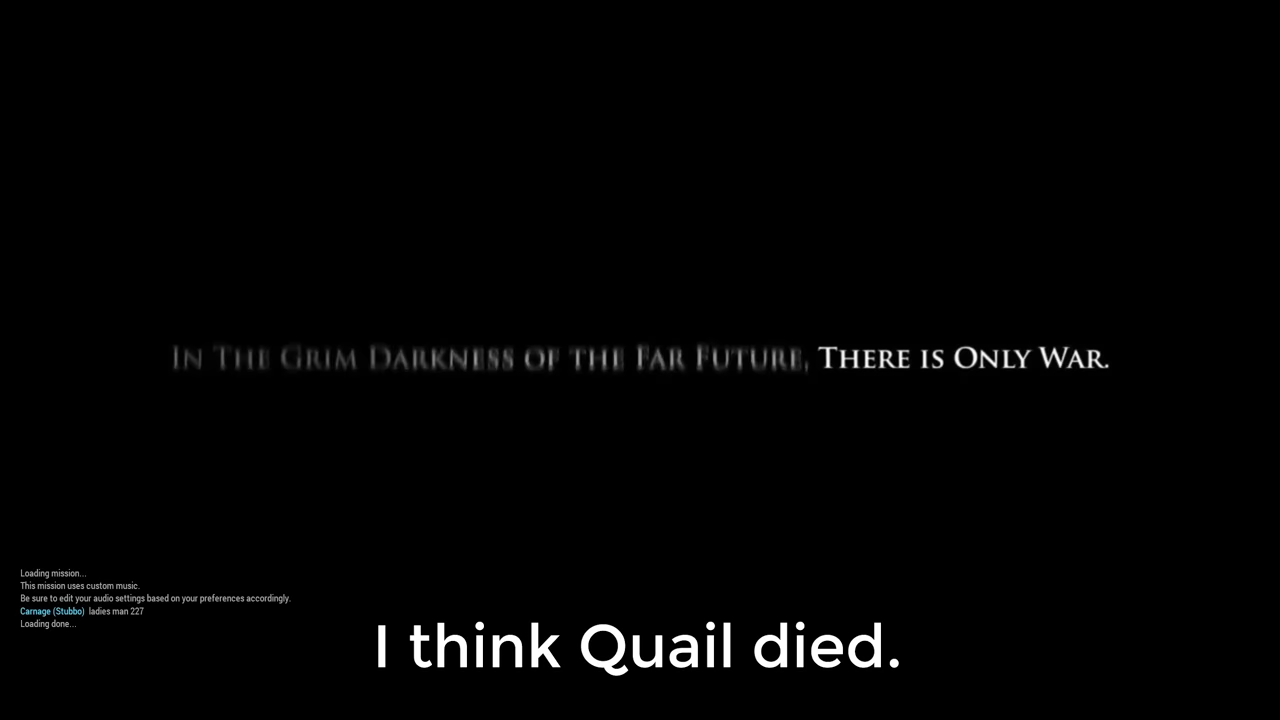 In The Grim Darkness of the Far Future, There is Only War.
Loading mission...
This mission uses custom music.
Be sure to edit your audio settings based on your preferences accordingly.
Carnage (Stubbo) ladies man 227
Loading done...
I think Quail died.